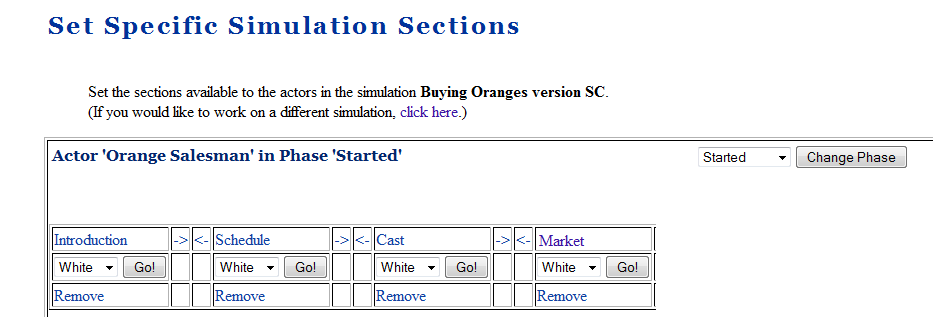 Set Specific Simulation Sections
Set the sections available to the actors in the simulation Buying Oranges version SC.
(If you would like to work on a different simulation, click here.)
Actor 'Orange Salesman' in Phase 'Started' Started Change Phase
Introduction -> <- Schedule -> <- Cast -> <- Market
White Go! White Go! White Go! White Go!
Remove Remove Remove Remove